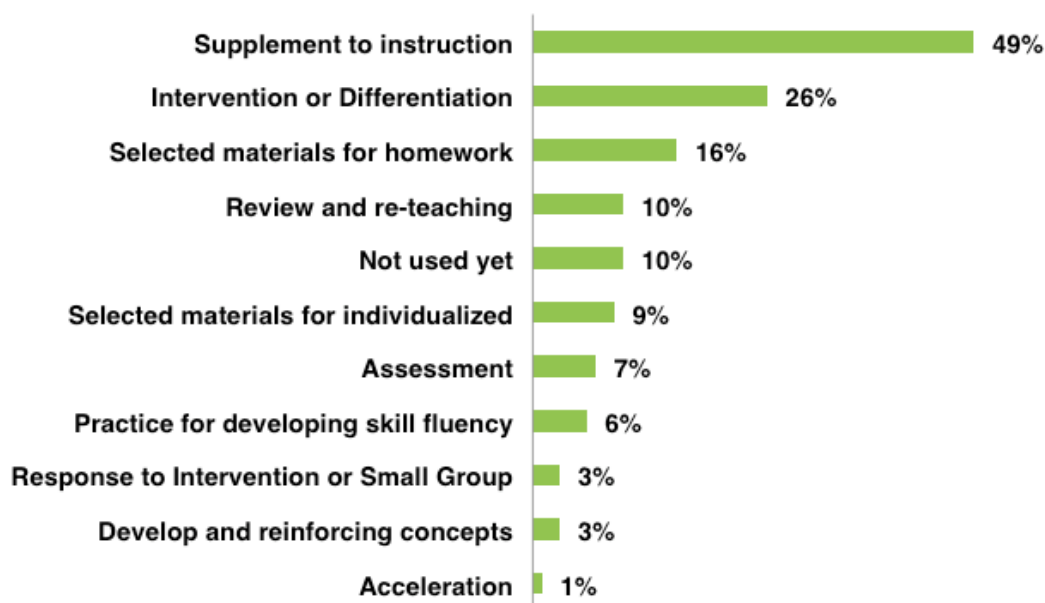 Supplement to instruction 49%
Intervention or Differentiation 26%
Selected materials for homework 16%
Review and re-teaching 10%
Not used yet 10%
Selected materials for individualized 9%
Assessment 7%
Practice for developing skill fluency 6%
Response to Intervention or Small Group 3%
Develop and reinforcing concepts 3%
Acceleration 1%